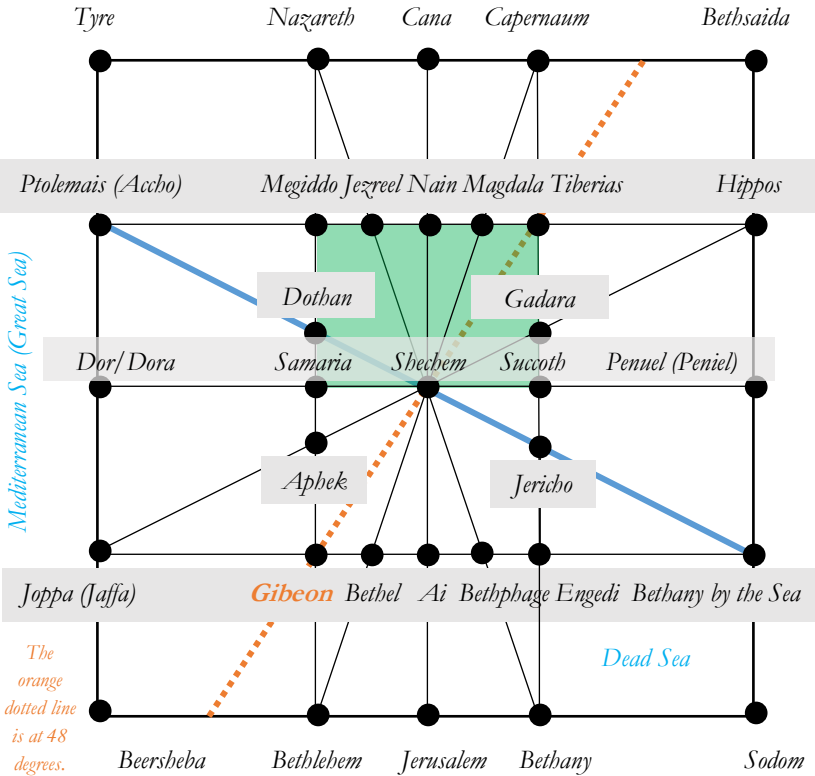 Tyre Nazareth Cana Capernaum Bethsaida
Ptolemais (Accho) Megiddo Jezreel Nain Magdala Tiberias Hippos
Mediterranean Sea (Great Sea)
Dothan Gadara
Dor/Dora Samaria Shechem Succoth Penuel (Peniel)
Aphek Jericho
Joppa (Jaffa) Gibeon Bethel Ai Bethphage Engedi Bethany by the Sea
The
orange
dotted line
is at 48
degrees.
Dead Sea
Beersheba Bethlehem Jerusalem Bethany Sodom